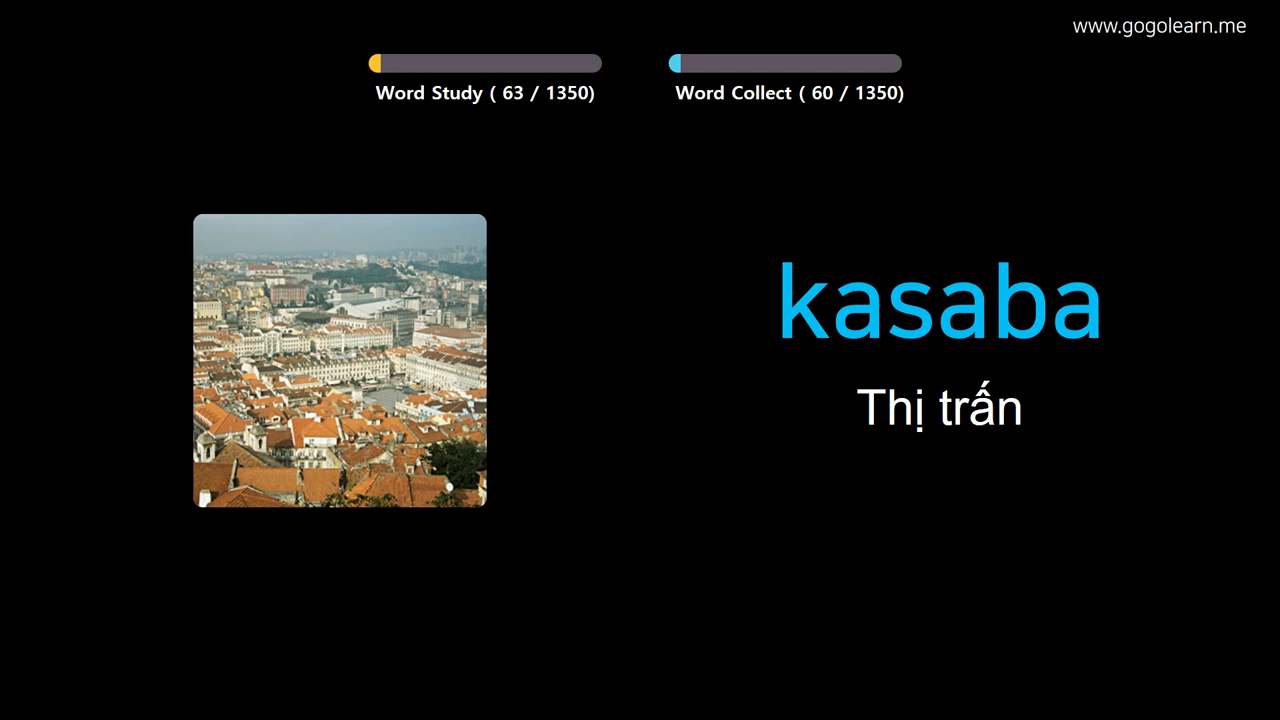 www.gogolearn.me
Word Study ( 63 / 1350)
Word Collect ( 60 / 1350)
kasaba
Thị trấn